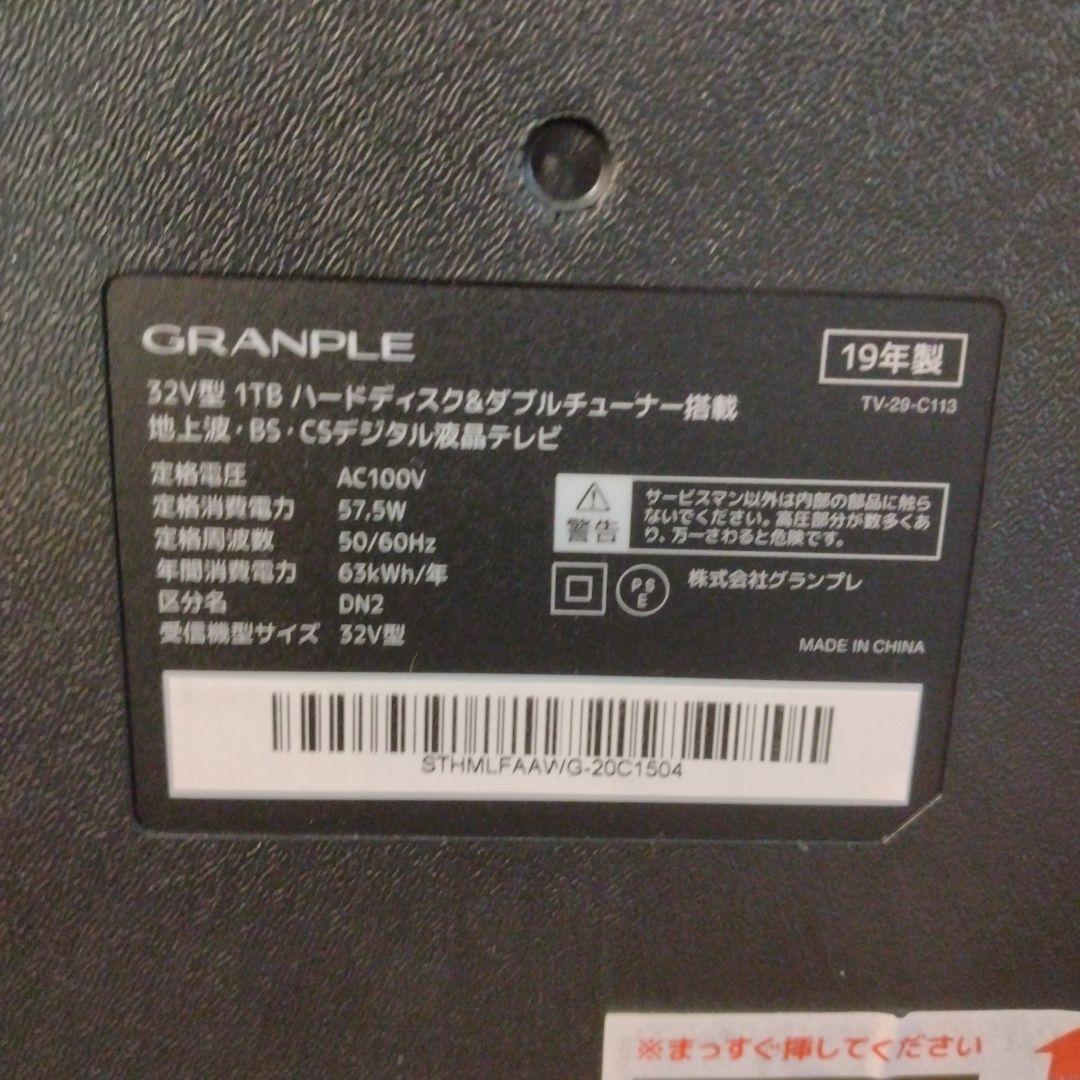 GRANPLE
19年製
32V型 1TB ハードディスク&ダブルチューナー搭載
TV-29-C113
地上波・BS・CSデジタル液晶テレビ
定格電圧 AC100V
定格消費電力 57.5W
定格周波数 50/60Hz
年間消費電力 63kWh/年
区分名 DN2
受信機型サイズ 32V型
警告
サービスマン以外は内部の部品に触ら
ないでください。高圧部分が数多くあ
り。万一さわると危険です。
PSE
株式会社グランプレ
MADE IN CHINA
STHMLFAAWG-20C1504
※まっすぐ挿してください